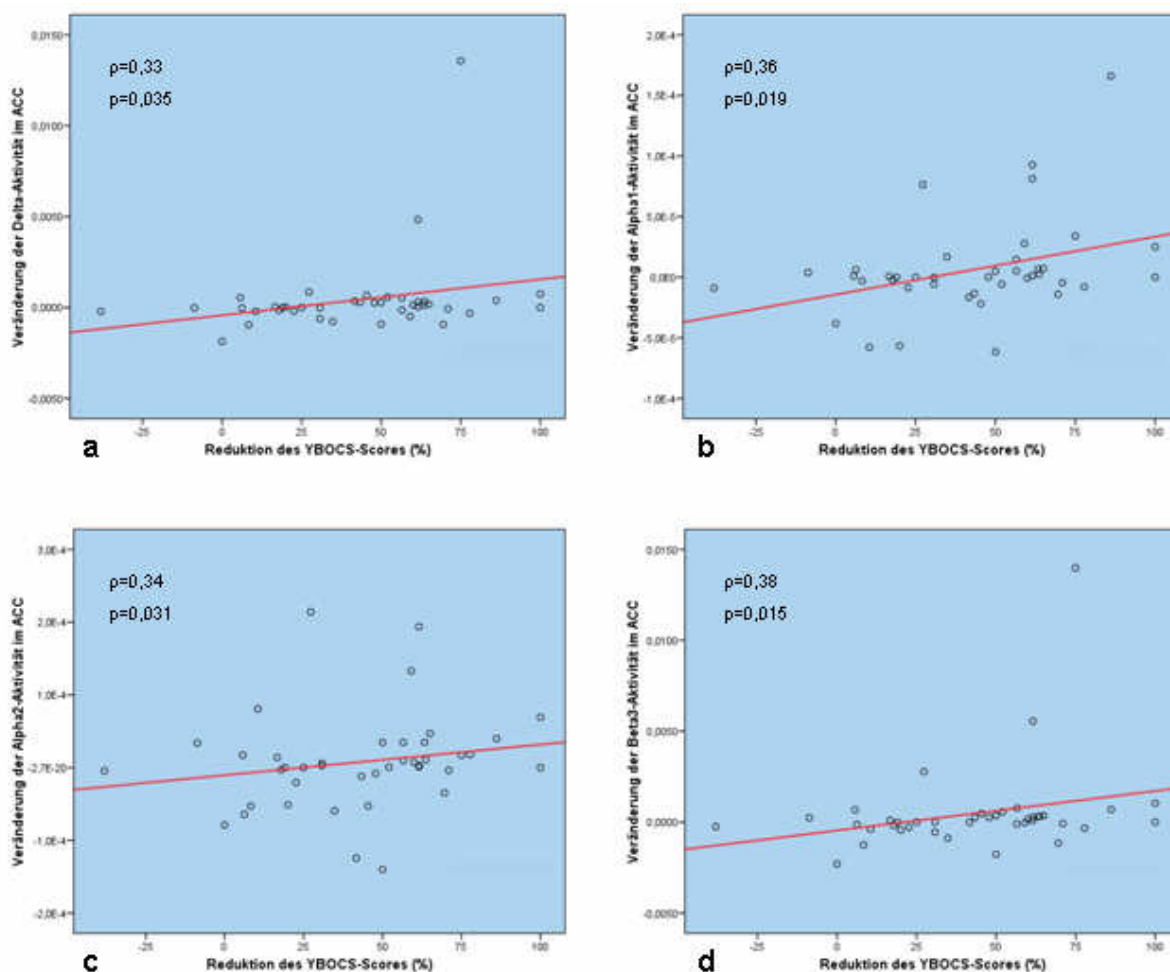 Veränderung der Delta-Aktivität im ACC
0,0150
0,0100
0,0050
0,0000
-0,0050
ρ=0,33
p=0,035
-25
0
25
50
75
100
Reduktion des YBOCS-Scores (%)
a
Veränderung der Alpha1-Aktivität im ACC
2,0E-4
1,5E-4
1,0E-4
5,0E-5
0,000
-5,0E-5
-1,0E-4
ρ=0,36
p=0,019
-25
0
25
50
75
100
Reduktion des YBOCS-Scores (%)
b
Veränderung der Alpha2-Aktivität im ACC
3,0E-4
2,0E-4
1,0E-4
-2,7E-20
-1,0E-4
-2,0E-4
ρ=0,34
p=0,031
-25
0
25
50
75
100
Reduktion des YBOCS-Scores (%)
c
Veränderung der Beta3-Aktivität im ACC
0,0150
0,0100
0,0050
0,0000
-0,0050
ρ=0,38
p=0,015
-25
0
25
50
75
100
Reduktion des YBOCS-Scores (%)
d